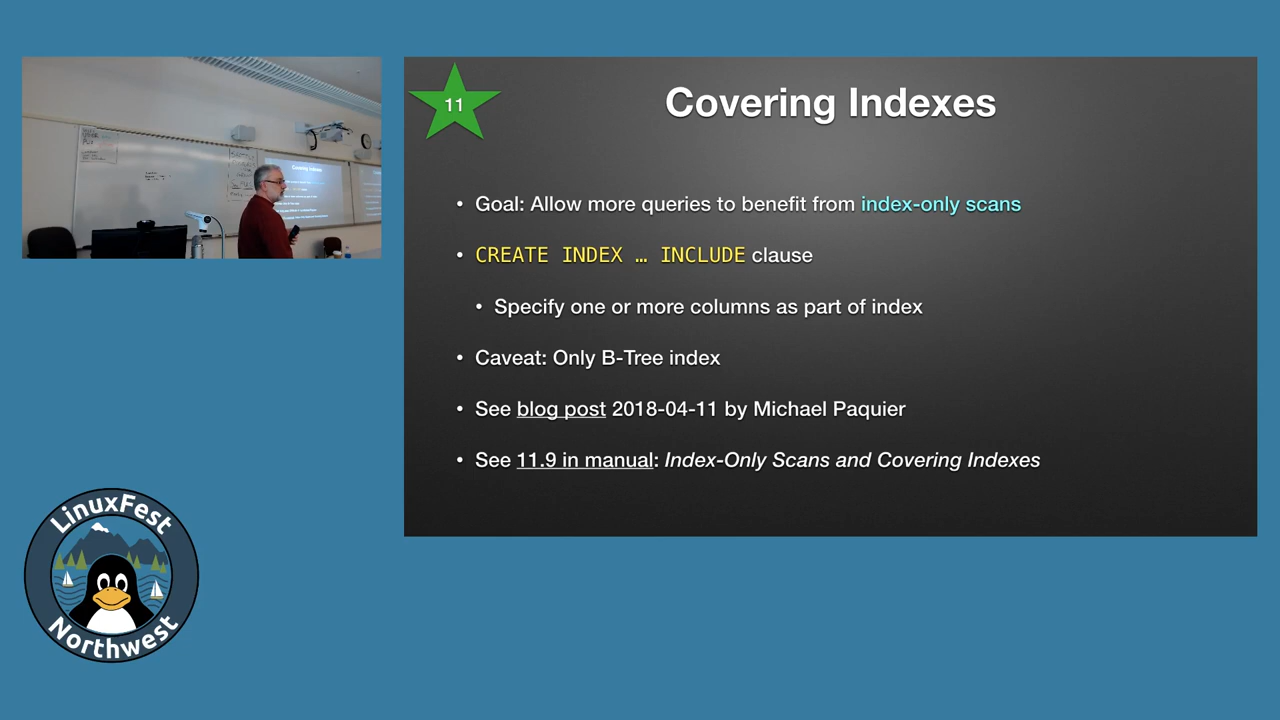 11
Covering Indexes
• Goal: Allow more queries to benefit from index-only scans
• CREATE INDEX … INCLUDE clause
• Specify one or more columns as part of index
• Caveat: Only B-Tree index
• See blog post 2018-04-11 by Michael Paquier
• See 11.9 in manual: Index-Only Scans and Covering Indexes
Covering Indexes
LinuxFest
Northwest